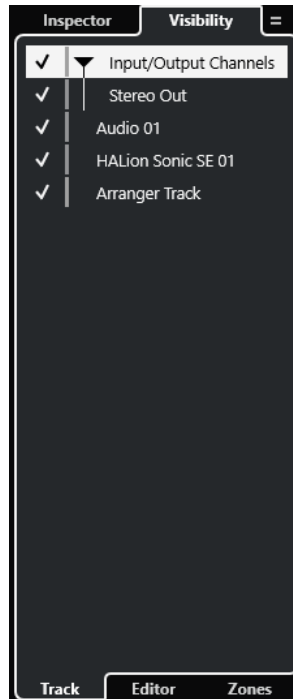 Inspector Visibility
Input/Output Channels
Stereo Out
Audio 01
HALion Sonic SE 01
Arranger Track
Track Editor Zones